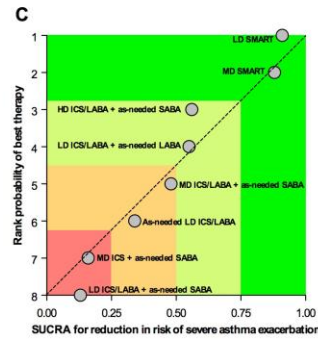 C
Rank probability of best therapy
1
2
3
4
5
6
7
8
LD SMART
MD SMART
HD ICS/LABA + as-needed SABA
LD ICS/LABA + as-needed LABA
MD ICS/LABA + as-needed SABA
As-needed LD ICS/LABA
MD ICS + as-needed SABA
LD ICS/LABA + as-needed SABA
0.00 0.25 0.50 0.75 1.00
SUCRA for reduction in risk of severe asthma exacerbation